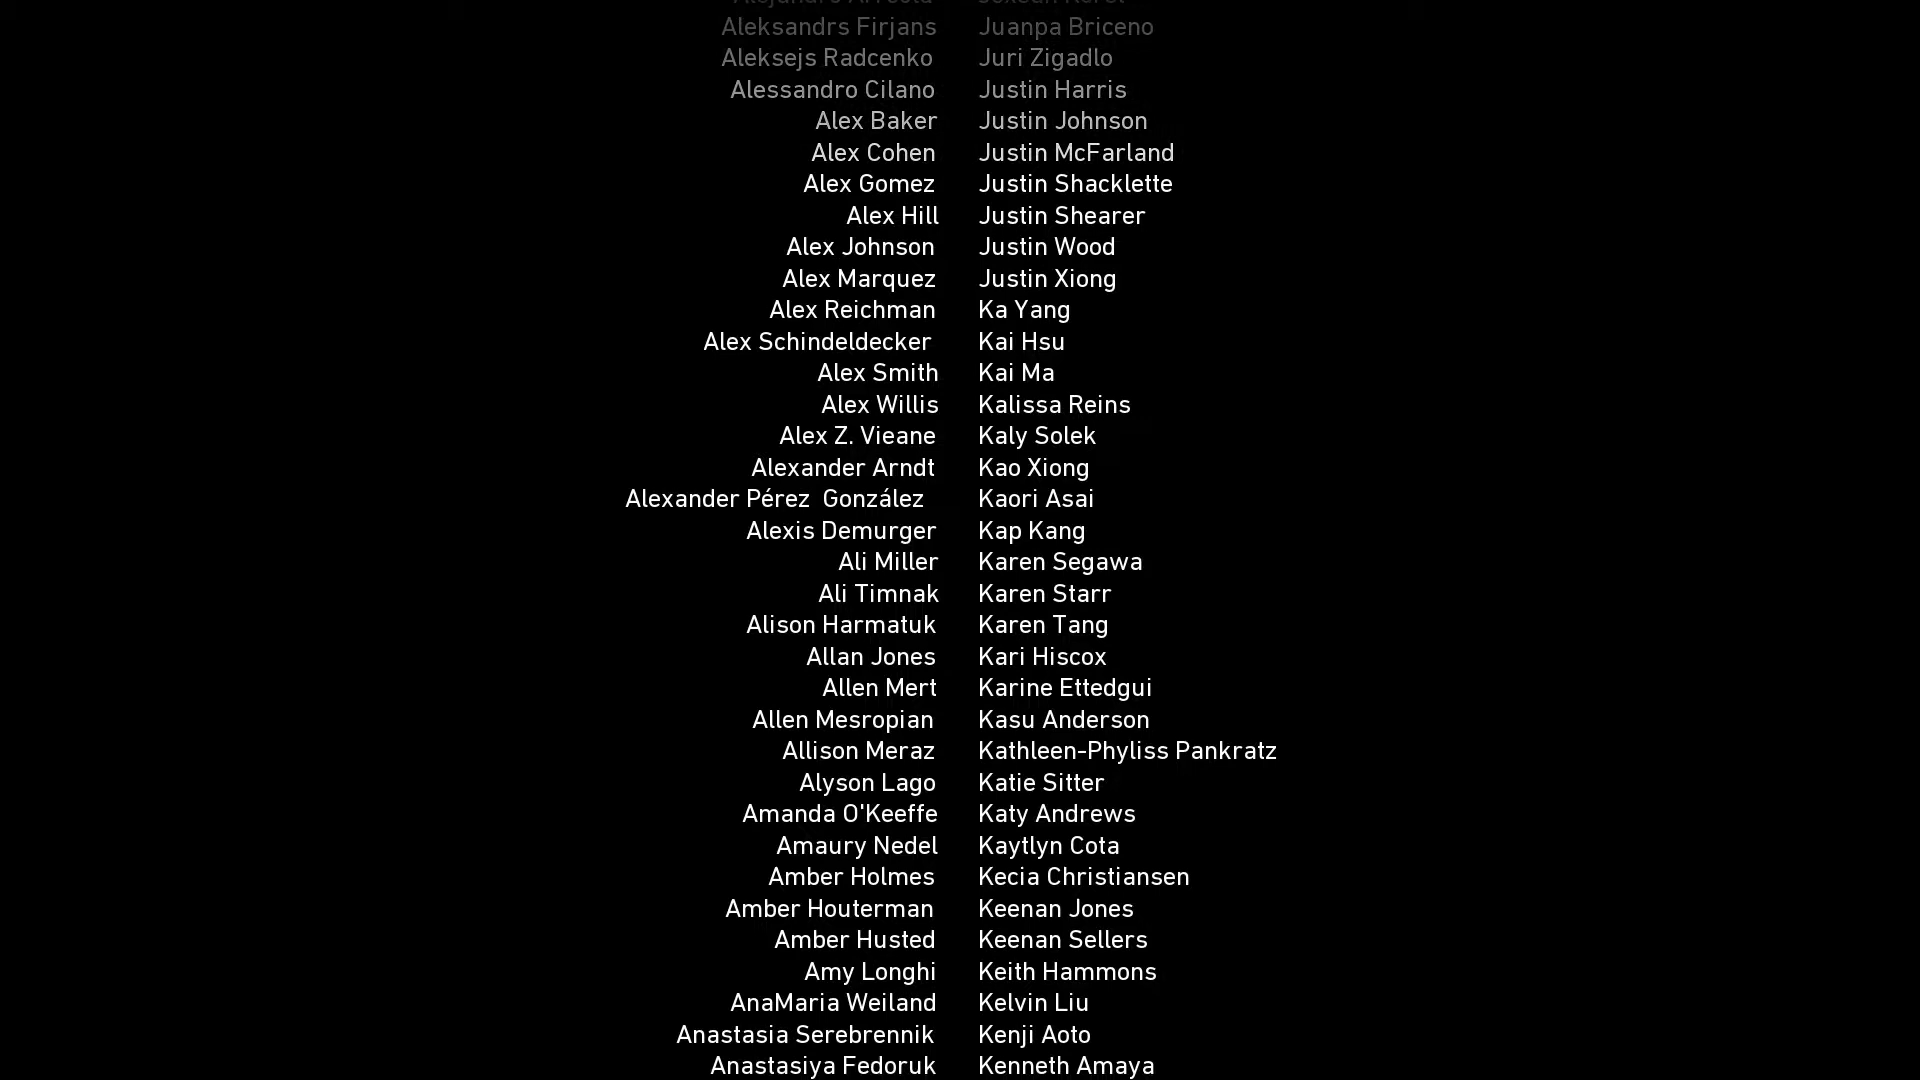 Aleksandrs Firjans Juanpa Briceno
Aleksejs Radcenko Juri Zigadlo
Alessandro Cilano Justin Harris
Alex Baker Justin Johnson
Alex Cohen Justin McFarland
Alex Gomez Justin Shacklette
Alex Hill Justin Shearer
Alex Johnson Justin Wood
Alex Marquez Justin Xiong
Alex Reichman Ka Yang
Alex Schindeldecker Kai Hsu
Alex Smith Kai Ma
Alex Willis Kalissa Reins
Alex Z. Vieane Kaly Solek
Alexander Arndt Kao Xiong
Alexander Pérez  González Kaori Asai
Alexis Demurger Kap Kang
Ali Miller Karen Segawa
Ali Timnak Karen Starr
Alison Harmatuk Karen Tang
Allan Jones Kari Hiscox
Allen Mert Karine Ettedgui
Allen Mesropian Kasu Anderson
Allison Meraz Kathleen-Phyliss Pankratz
Alyson Lago Katie Sitter
Amanda O'Keeffe Katy Andrews
Amaury Nedel Kaytlyn Cota
Amber Holmes Kecia Christiansen
Amber Houterman Keenan Jones
Amber Husted Keenan Sellers
Amy Longhi Keith Hammons
AnaMaria Weiland Kelvin Liu
Anastasia Serebrennik Kenji Aoto
Anastasiya Fedoruk Kenneth Amaya